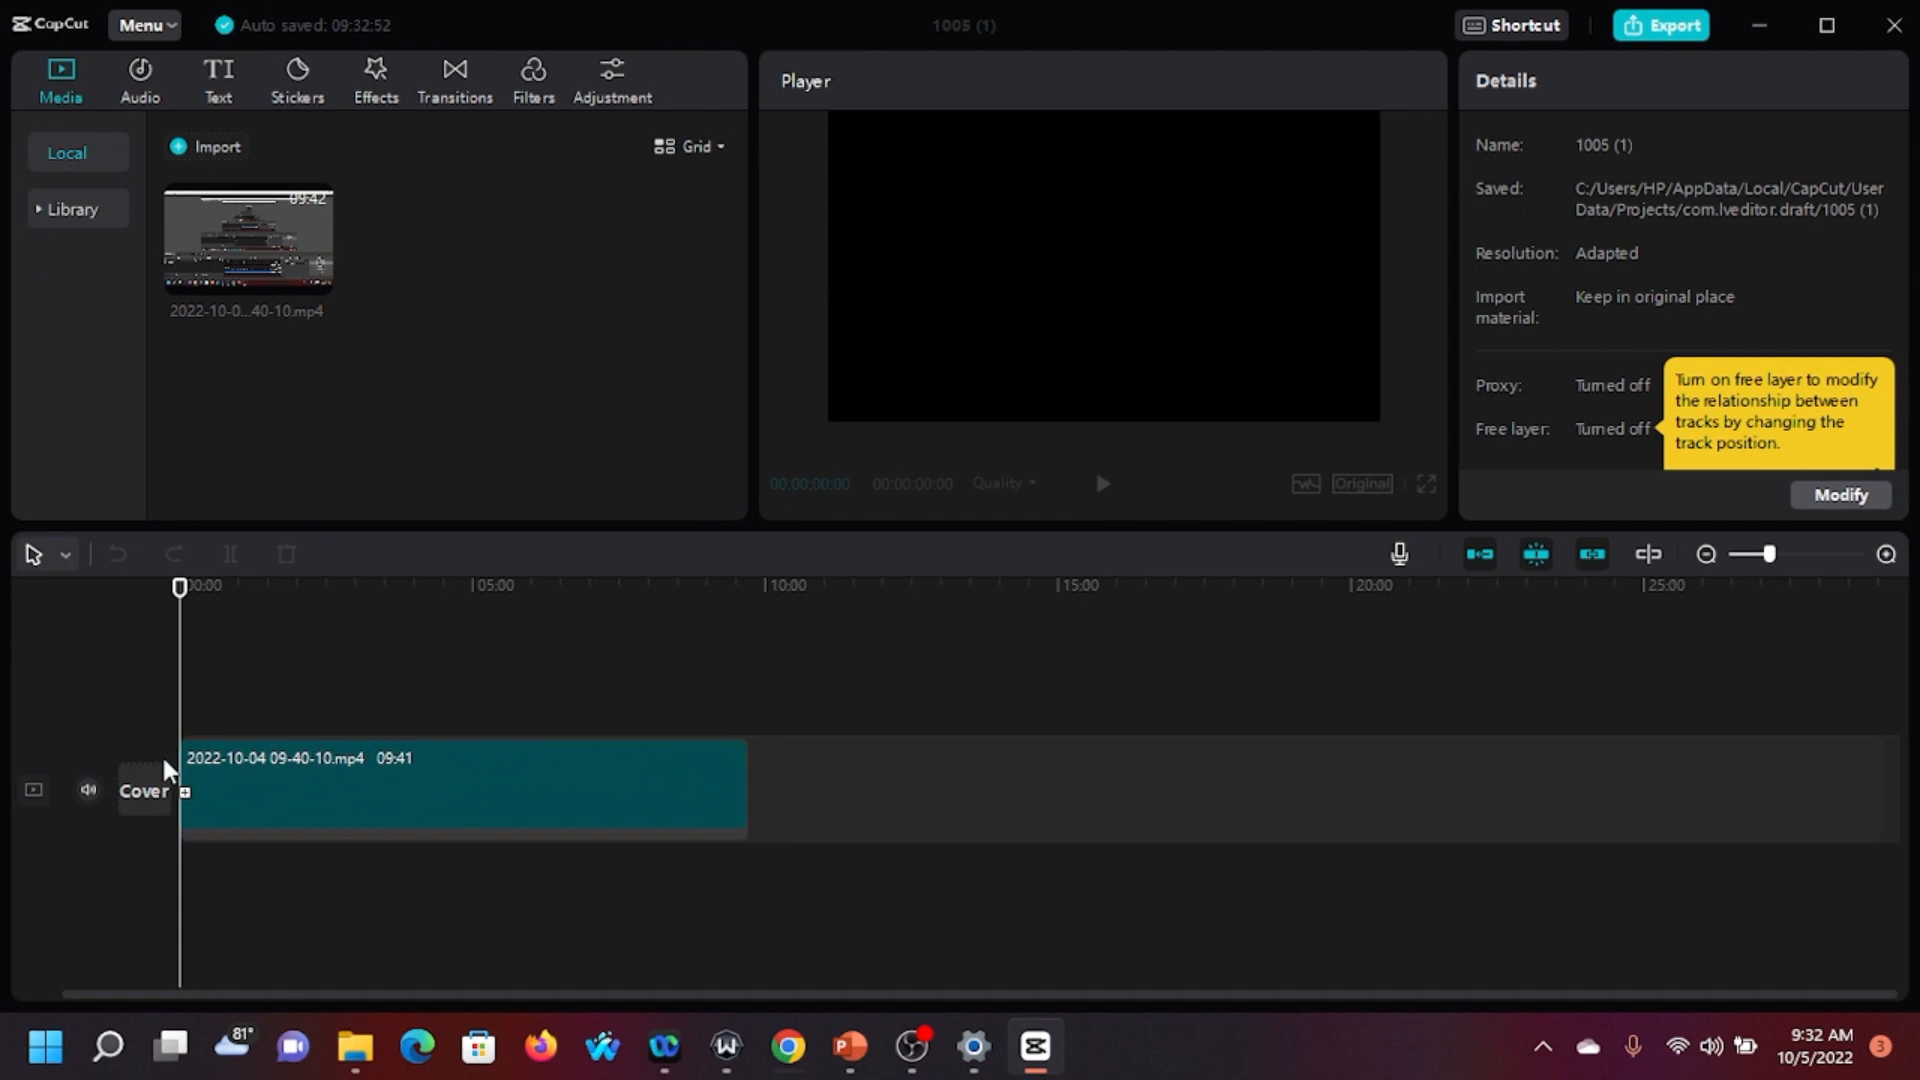 CapCut Menu Auto saved: 09:32:52 1005 (1) Shortcut Export
Media Audio Text Stickers Effects Transitions Filters Adjustment
Player
Details
Local
Library
Import
Grid
09:42
2022-10-0...40-10.mp4
Name: 1005 (1)
Saved: C:/Users/HP/AppData/Local/CapCut/User
Data/Projects/com.lveditor.draft/1005 (1)
Resolution: Adapted
Import Keep in original place
material:
Proxy: Turned off
Free layer: Turned off
Turn on free layer to modify
the relationship between
tracks by changing the
track position.
Modify
00:00:00:00 00:00:00:00 Quality Original
00:00 05:00 10:00 15:00 20:00 25:00
2022-10-04 09-40-10.mp4 09:41
Cover
81°
9:32 AM
10/5/2022
3